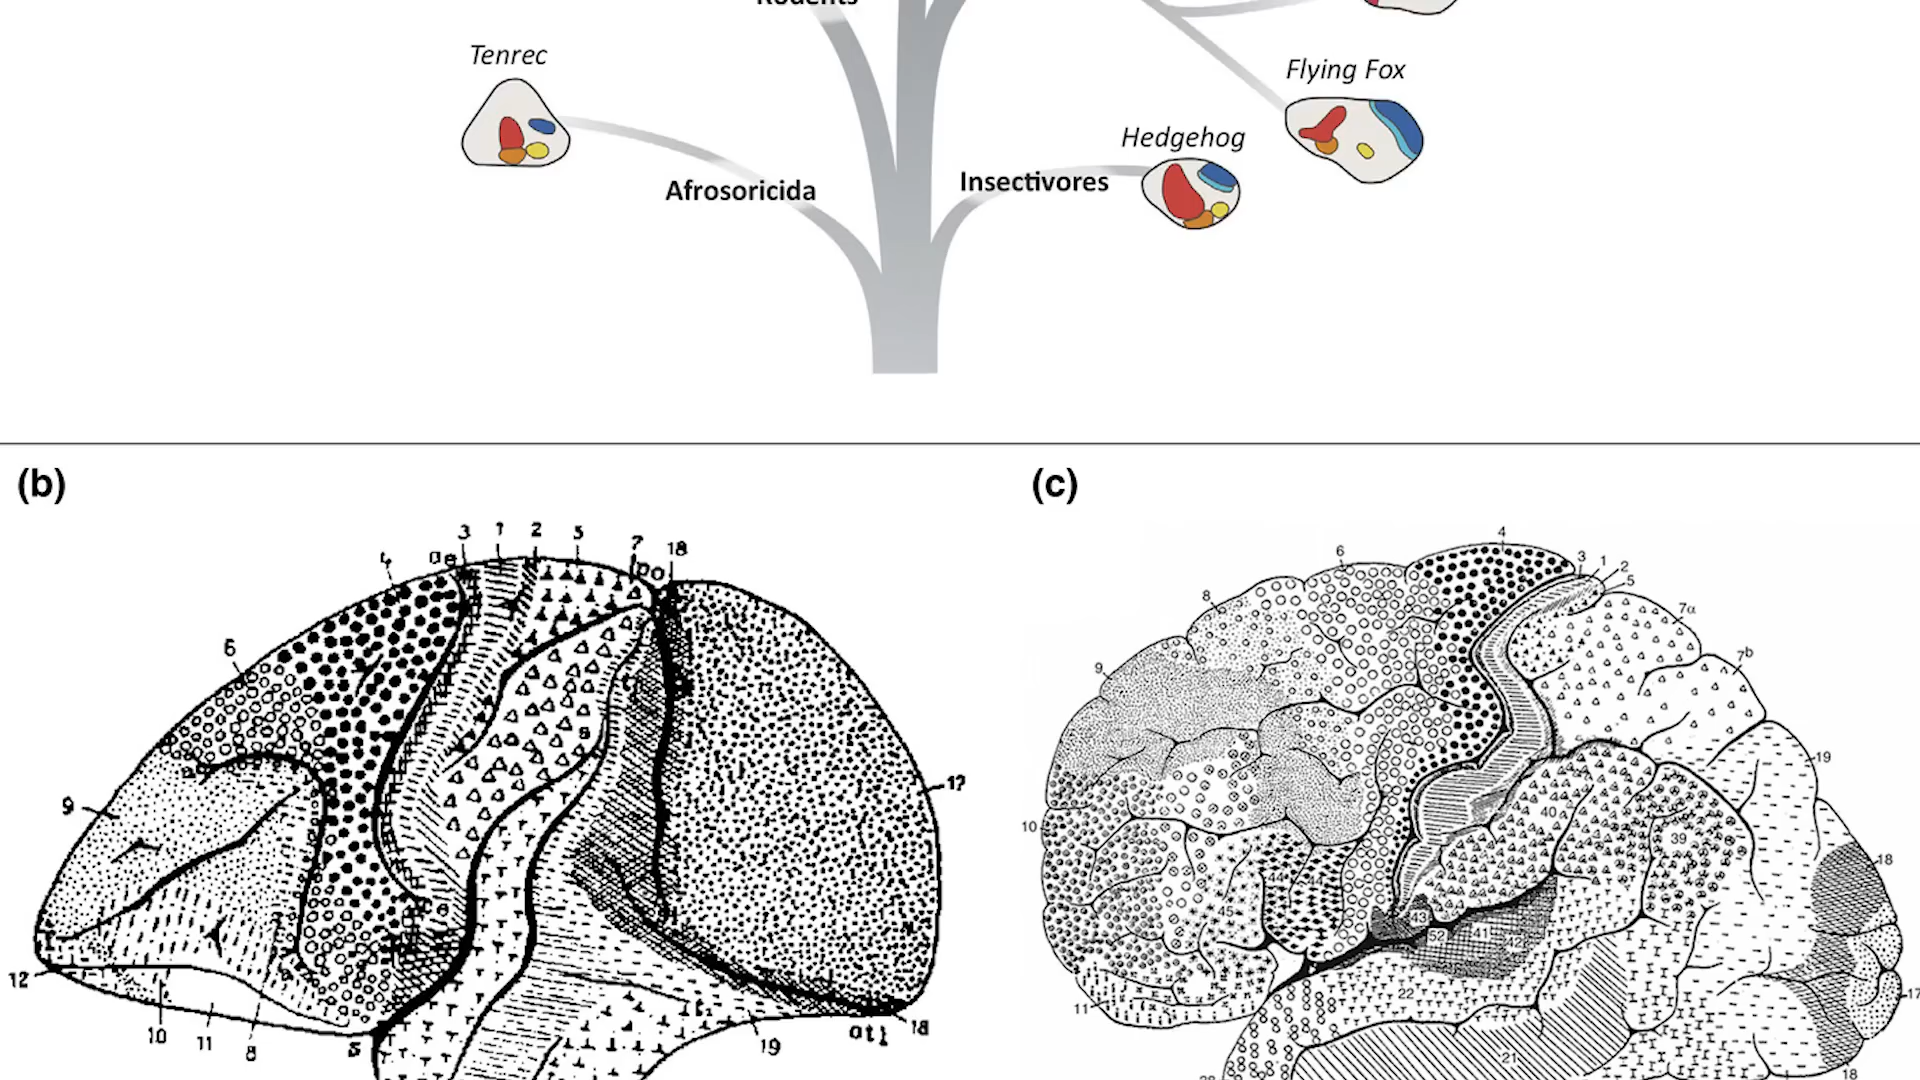 Rodents
Tenrec
Flying Fox
Hedgehog
Afrosoricida
Insectivores
(b)
(c)
3 1 2 5 ? 18
4
6
9
12
10 11 8
19
18
17
4
6
3 1 2
5
8
7a
9
7b
19
10
40
39
18
44
45
43
52 41 42
11
22
17
21
18